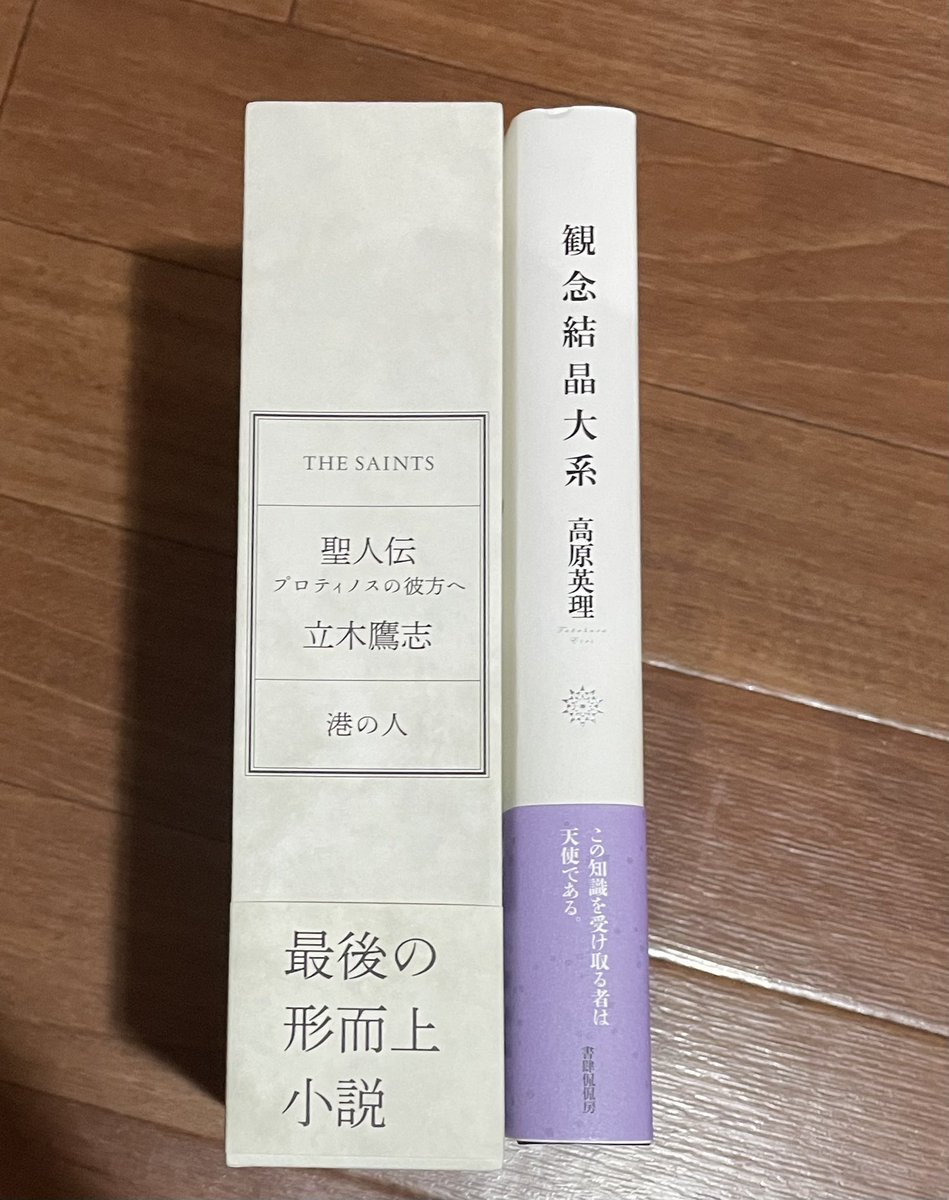 THE SAINTS
聖人伝
プロティノスの彼方へ
立木鷹志
港の人
最後の
形而上
小説
観念結晶大系
高原英理
Takahara
Eiri
この知識を受け取る者は
天使である。
書肆侃侃房